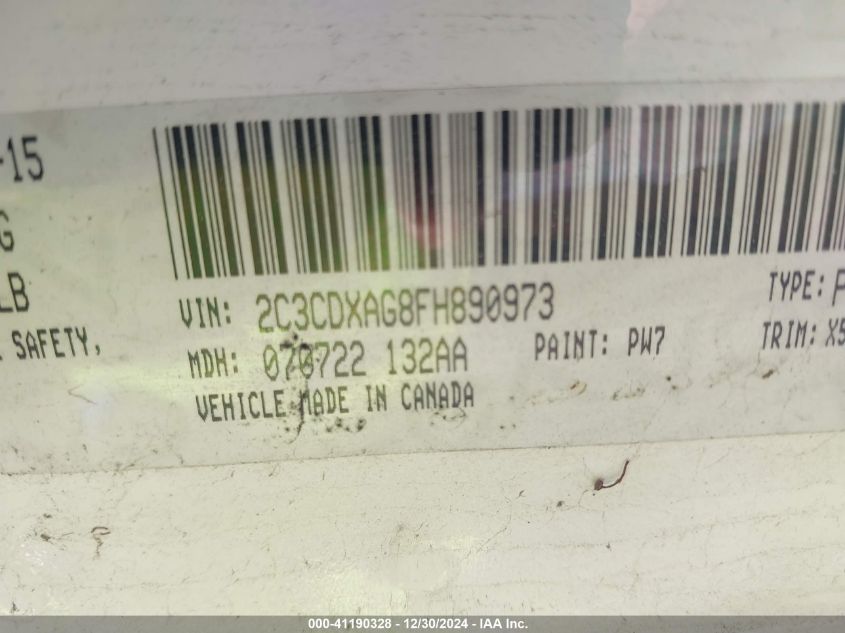 -15
G
LB
SAFETY,
VIN: 2C3CDXAG8FH890973
TYPE:
MDH: 070722 132AA
PAINT: PW7
TRIM: X5
VEHICLE MADE IN CANADA
000-41190328 - 12/30/2024 - IAA Inc.